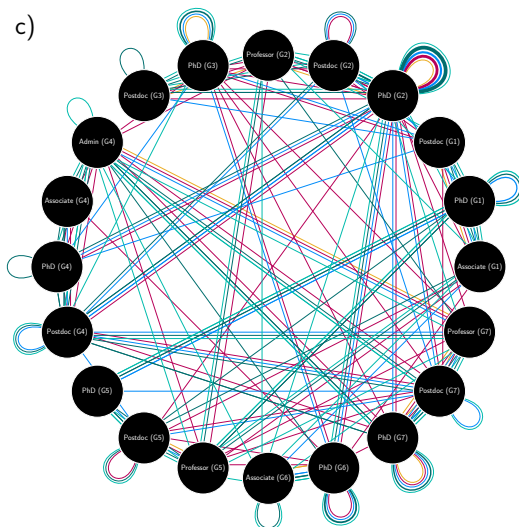 c)
Professor (G2)
Postdoc (G2)
PhD (G3)
PhD (G2)
Postdoc (G3)
Postdoc (G1)
Admin (G4)
PhD (G1)
Associate (G4)
Associate (G1)
PhD (G4)
Professor (G7)
Postdoc (G4)
Postdoc (G7)
PhD (G5)
PhD (G7)
Postdoc (G5)
PhD (G6)
Professor (G5)
Associate (G6)